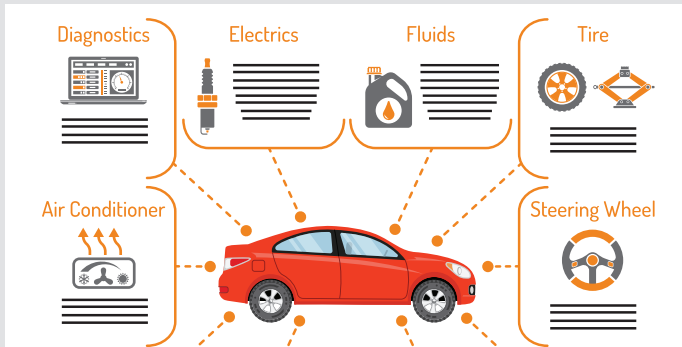 Diagnostics
Electrics
Fluids
Tire
Air Conditioner
Steering Wheel